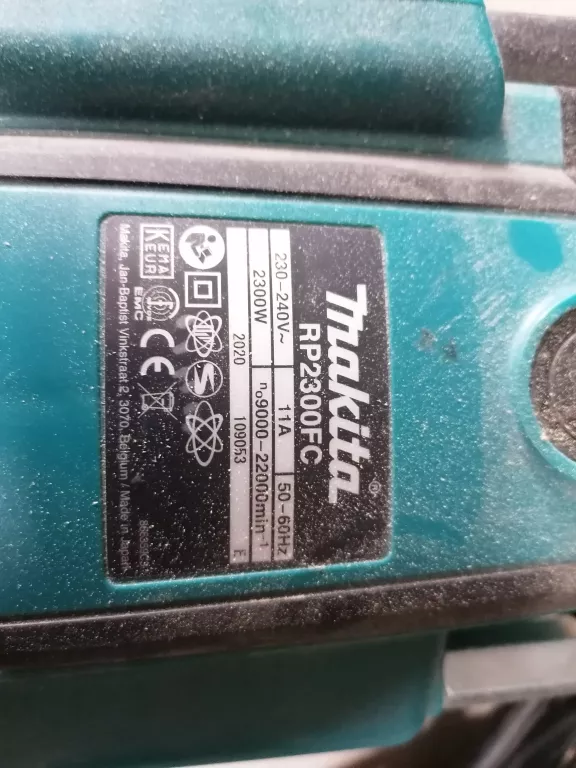 Makita®
RP2300FC
230-240V~ 11A 50-60Hz
2300W n₀9000-22000min⁻¹
2020 109053 E
KEMA
KEUR
EMC
CE
Makita, Jan-Baptist Vinkstraat 2, 3070, Belgium / Made in Japan